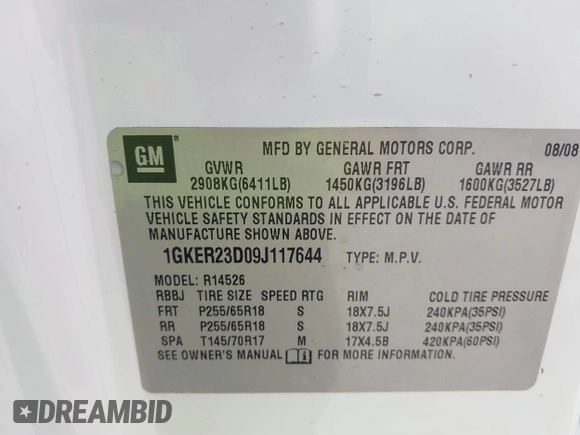 GM
®
MFD BY GENERAL MOTORS CORP. 08/08
GVWR GAWR FRT GAWR RR
2908KG(6411LB) 1450KG(3196LB) 1600KG(3527LB)
THIS VEHICLE CONFORMS TO ALL APPLICABLE U.S. FEDERAL MOTOR
VEHICLE SAFETY STANDARDS IN EFFECT ON THE DATE OF
MANUFACTURE SHOWN ABOVE.
1GKER23D09J117644 TYPE: M.P.V.
MODEL: R14526
RBBJ TIRE SIZE SPEED RTG RIM COLD TIRE PRESSURE
FRT P255/65R18 S 18X7.5J 240KPA(35PSI)
RR P255/65R18 S 18X7.5J 240KPA(35PSI)
SPA T145/70R17 M 17X4.5B 420KPA(60PSI)
SEE OWNER'S MANUAL FOR MORE INFORMATION.
DREAMBID